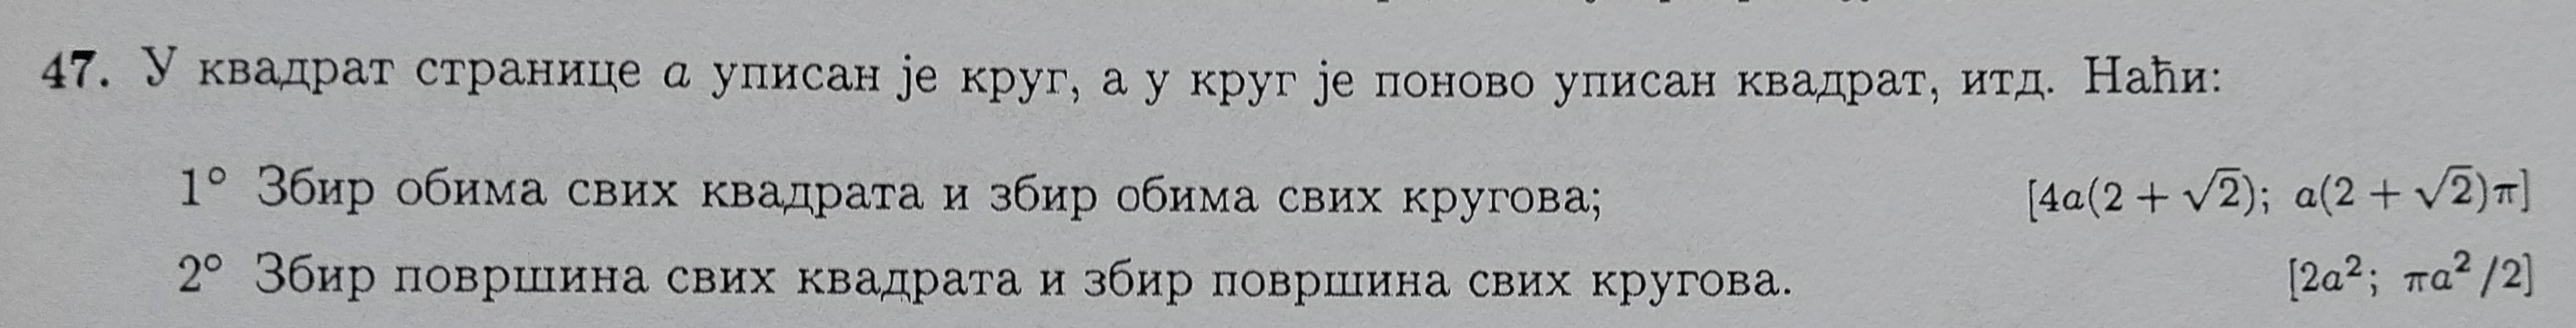 47. У квадрат странице a уписан је круг, а у круг је поново уписан квадрат, итд. Наћи:
1° Збир обима свих квадрата и збир обима свих кругова; [4a(2 + √2); a(2 + √2)π]
2° Збир површина свих квадрата и збир површина свих кругова. [2a²; πa²/2]